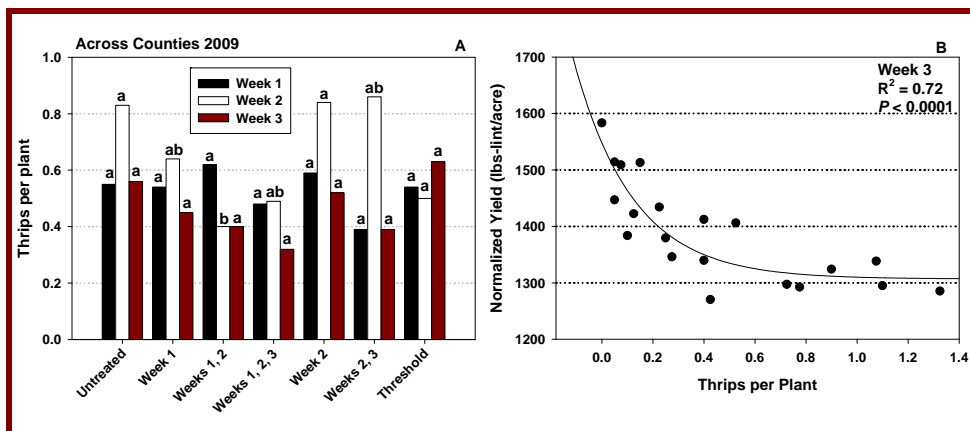 Across Counties 2009
A
Thrips per plant
1.0
0.8
0.6
0.4
0.2
0.0
Week 1
Week 2
Week 3
a a a
a ab a
a b a
a ab a
a a a
a ab a
a a a
Untreated
Week 1
Weeks 1, 2
Weeks 1, 2, 3
Week 2
Weeks 2,3
Threshold
B
Week 3
R² = 0.72
P < 0.0001
Normalized Yield (lbs-lint/acre)
1700
1600
1500
1400
1300
1200
0.0 0.2 0.4 0.6 0.8 1.0 1.2 1.4
Thrips per Plant